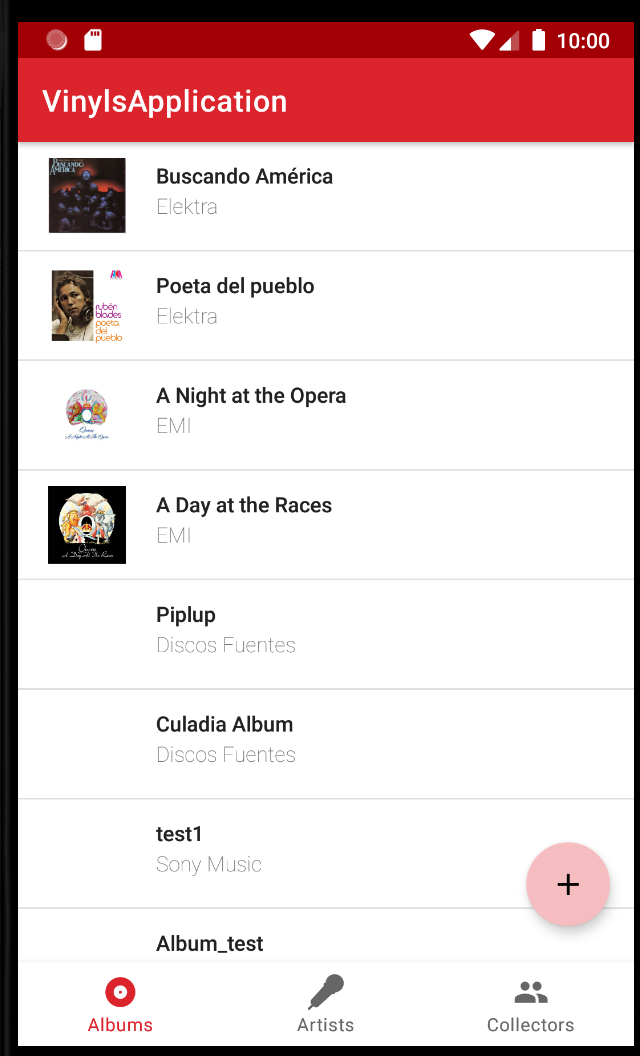 10:00
VinylsApplication
BUSCANDO
AMERICA
Buscando América
Elektra
rubén
blades
poeta
del
pueblo
Poeta del pueblo
Elektra
Queen
A Night At The Opera
A Night at the Opera
EMI
Queen
A Day At The Races
A Day at the Races
EMI
Piplup
Discos Fuentes
Culadia Album
Discos Fuentes
test1
Sony Music
+
Album_test
Albums
Artists
Collectors